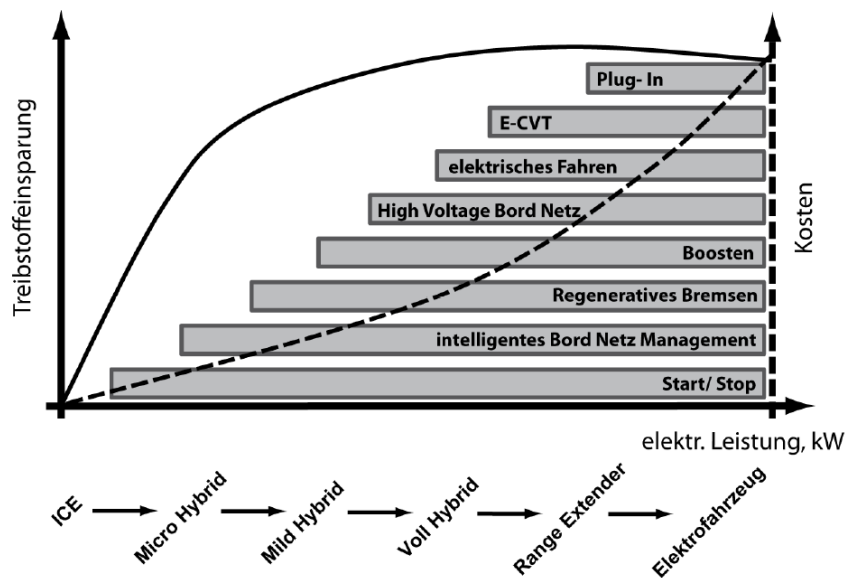 Treibstoffeinsparung
Kosten
Plug- In
E-CVT
elektrisches Fahren
High Voltage Bord Netz
Boosten
Regeneratives Bremsen
intelligentes Bord Netz Management
Start/ Stop
elektr. Leistung, kW
ICE
Micro Hybrid
Mild Hybrid
Voll Hybrid
Range Extender
Elektrofahrzeug